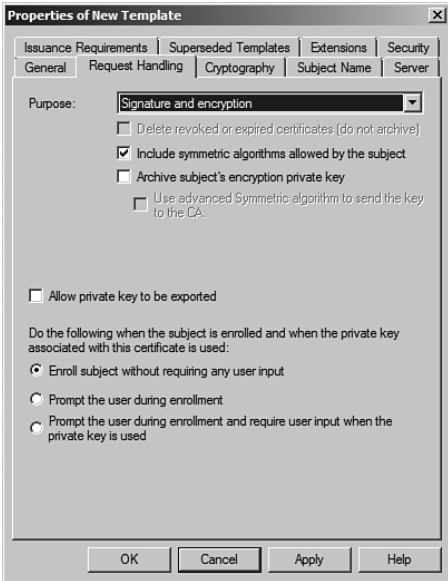 Properties of New Template
Issuance Requirements Superseded Templates Extensions Security
General Request Handling Cryptography Subject Name Server
Purpose: Signature and encryption
Delete revoked or expired certificates (do not archive)
Include symmetric algorithms allowed by the subject
Archive subject's encryption private key
Use advanced Symmetric algorithm to send the key
to the CA.
Allow private key to be exported
Do the following when the subject is enrolled and when the private key
associated with this certificate is used:
Enroll subject without requiring any user input
Prompt the user during enrollment
Prompt the user during enrollment and require user input when the
private key is used
OK Cancel Apply Help